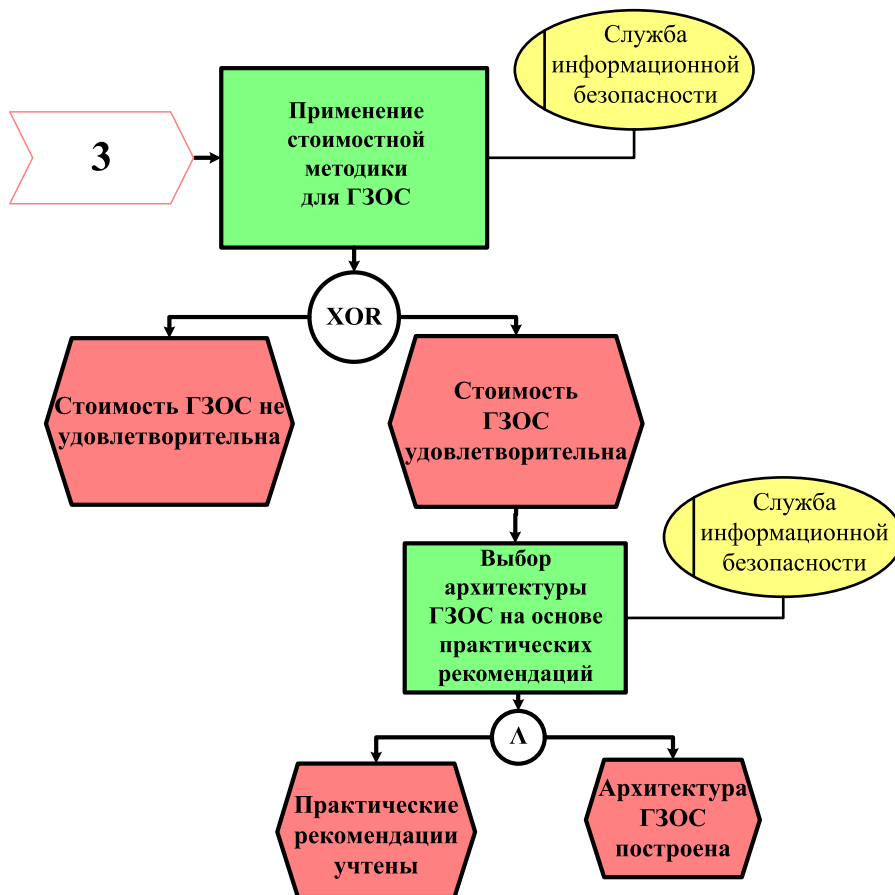 Служба
информационной
безопасности
3
Применение
стоимостной
методики
для ГЗОС
XOR
Стоимость ГЗОС не
удовлетворительна
Стоимость
ГЗОС
удовлетворительна
Служба
информационной
безопасности
Выбор
архитектуры
ГЗОС на основе
практических
рекомендаций
Λ
Практические
рекомендации
учтены
Архитектура
ГЗОС
построена